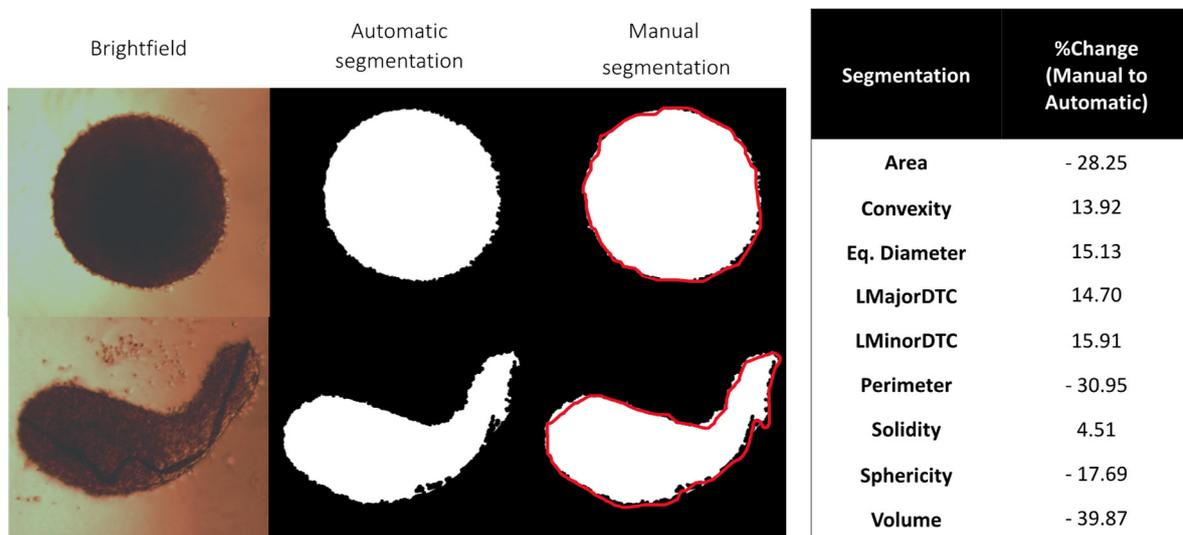 Brightfield
Automatic
segmentation
Manual
segmentation
Segmentation
%Change
(Manual to
Automatic)
Area - 28.25
Convexity 13.92
Eq. Diameter 15.13
LMajorDTC 14.70
LMinorDTC 15.91
Perimeter - 30.95
Solidity 4.51
Sphericity - 17.69
Volume - 39.87